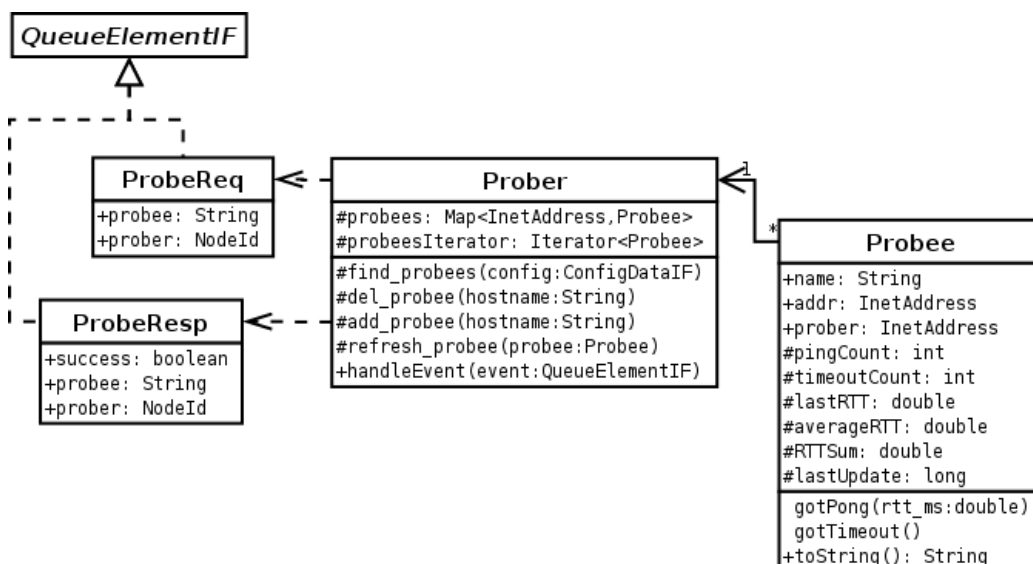 QueueElementIF
ProbeReq
+probee: String
+prober: NodeId
ProbeResp
+success: boolean
+probee: String
+prober: NodeId
Prober
#probees: Map<InetAddress,Probee>
#probeesIterator: Iterator<Probee>
#find_probees(config:ConfigDataIF)
#del_probee(hostname:String)
#add_probee(hostname:String)
#refresh_probee(probee:Probee)
+handleEvent(event:QueueElementIF)
1
*
Probee
+name: String
+addr: InetAddress
+prober: InetAddress
#pingCount: int
#timeoutCount: int
#lastRTT: double
#averageRTT: double
#RTTSum: double
#lastUpdate: long
gotPong(rtt_ms:double)
gotTimeout()
+toString(): String